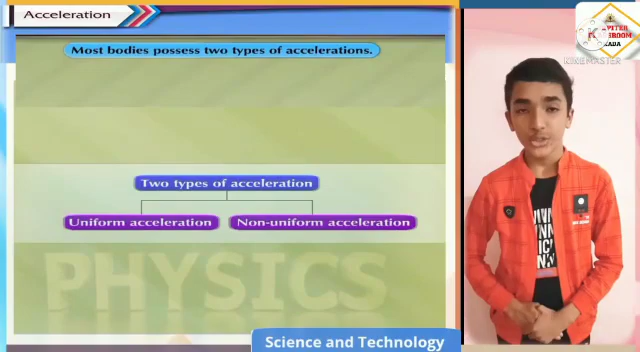 Acceleration
Most bodies possess two types of accelerations.
KINEMASTER
Two types of acceleration
Uniform acceleration
Non-uniform acceleration
PHYSICS
Science and Technology